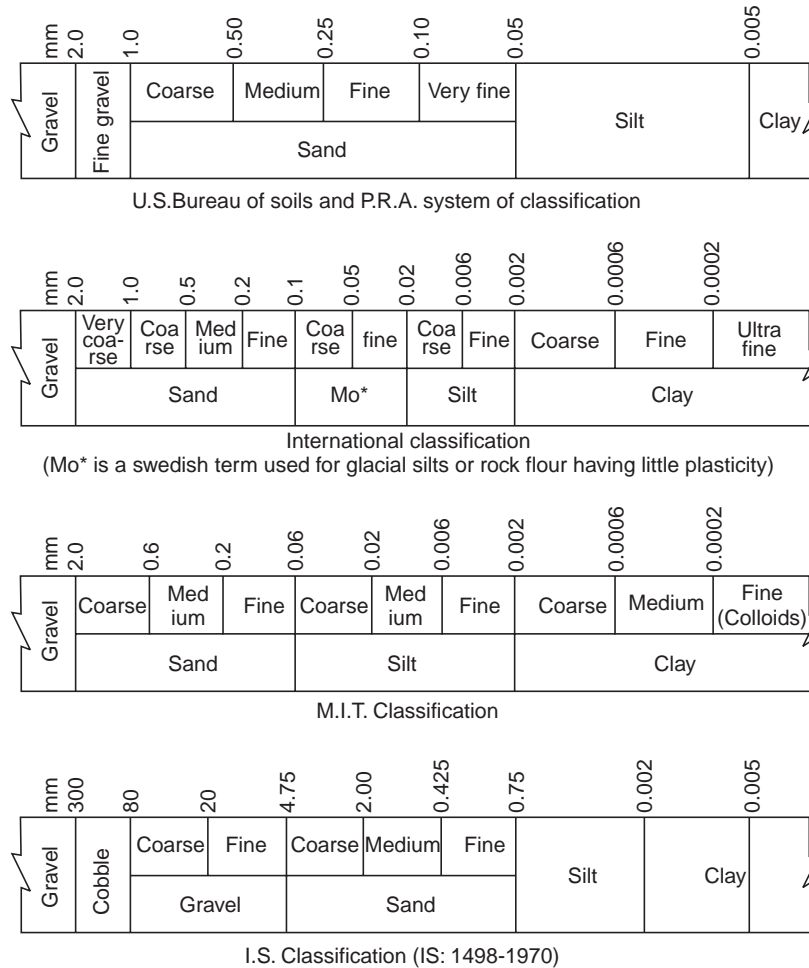 mm 2.0 1.0 0.50 0.25 0.10 0.05 0.005
Gravel Fine gravel Coarse Medium Fine Very fine Silt Clay
Sand
U.S.Bureau of soils and P.R.A. system of classification
mm 2.0 1.0 0.5 0.2 0.1 0.05 0.02 0.006 0.002 0.0006 0.0002
Gravel
Very
coa-
rse
Coa
rse
Med
ium
Fine
Coa
rse
fine
Coa
rse
Fine
Coarse
Fine
Ultra
fine
Sand Mo* Silt Clay
International classification
(Mo* is a swedish term used for glacial silts or rock flour having little plasticity)
mm 2.0 0.6 0.2 0.06 0.02 0.006 0.002 0.0006 0.0002
Gravel
Coarse
Med
ium
Fine
Coarse
Med
ium
Fine
Coarse
Medium
Fine
(Colloids)
Sand Silt Clay
M.I.T. Classification
mm 300 80 20 4.75 2.00 0.425 0.75 0.002 0.005
Gravel Cobble Coarse Fine Coarse Medium Fine Silt Clay
Gravel Sand
I.S. Classification (IS: 1498-1970)